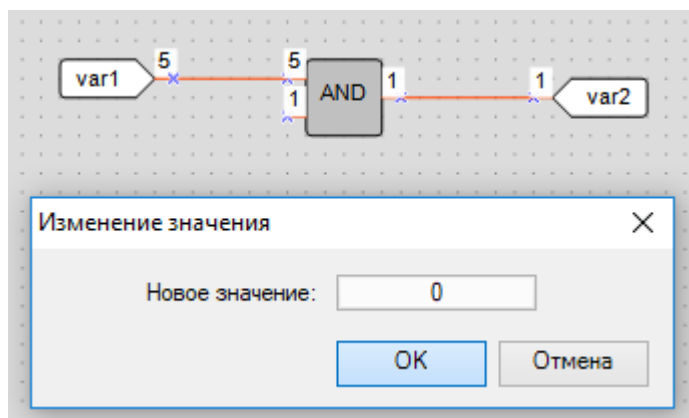 var1 5 5 AND 1 1 var2
1
Изменение значения
Новое значение: 0
OK Отмена